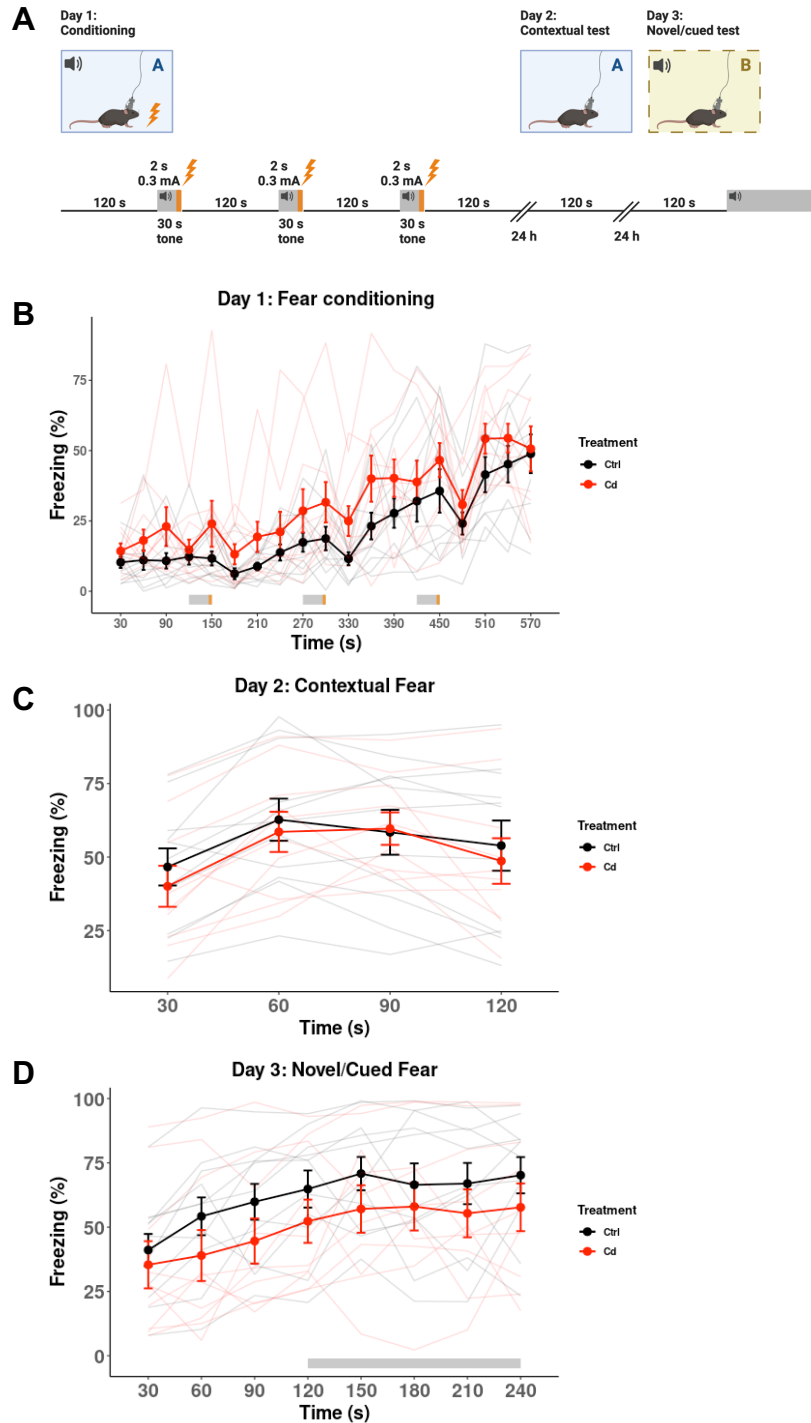 A
Day 1:
Conditioning
Day 2:
Contextual test
Day 3:
Novel/cued test
A
A
B
2 s
0.3 mA
2 s
0.3 mA
2 s
0.3 mA
120 s
120 s
120 s
120 s
120 s
120 s
30 s
tone
30 s
tone
30 s
tone
24 h
24 h
B
Day 1: Fear conditioning
Freezing (%)
75
50
25
0
30 90 150 210 270 330 390 450 510 570
Time (s)
Treatment
Ctrl
Cd
C
Day 2: Contextual Fear
Freezing (%)
100
75
50
25
30 60 90 120
Time (s)
Treatment
Ctrl
Cd
D
Day 3: Novel/Cued Fear
Freezing (%)
100
75
50
25
0
30 60 90 120 150 180 210 240
Time (s)
Treatment
Ctrl
Cd